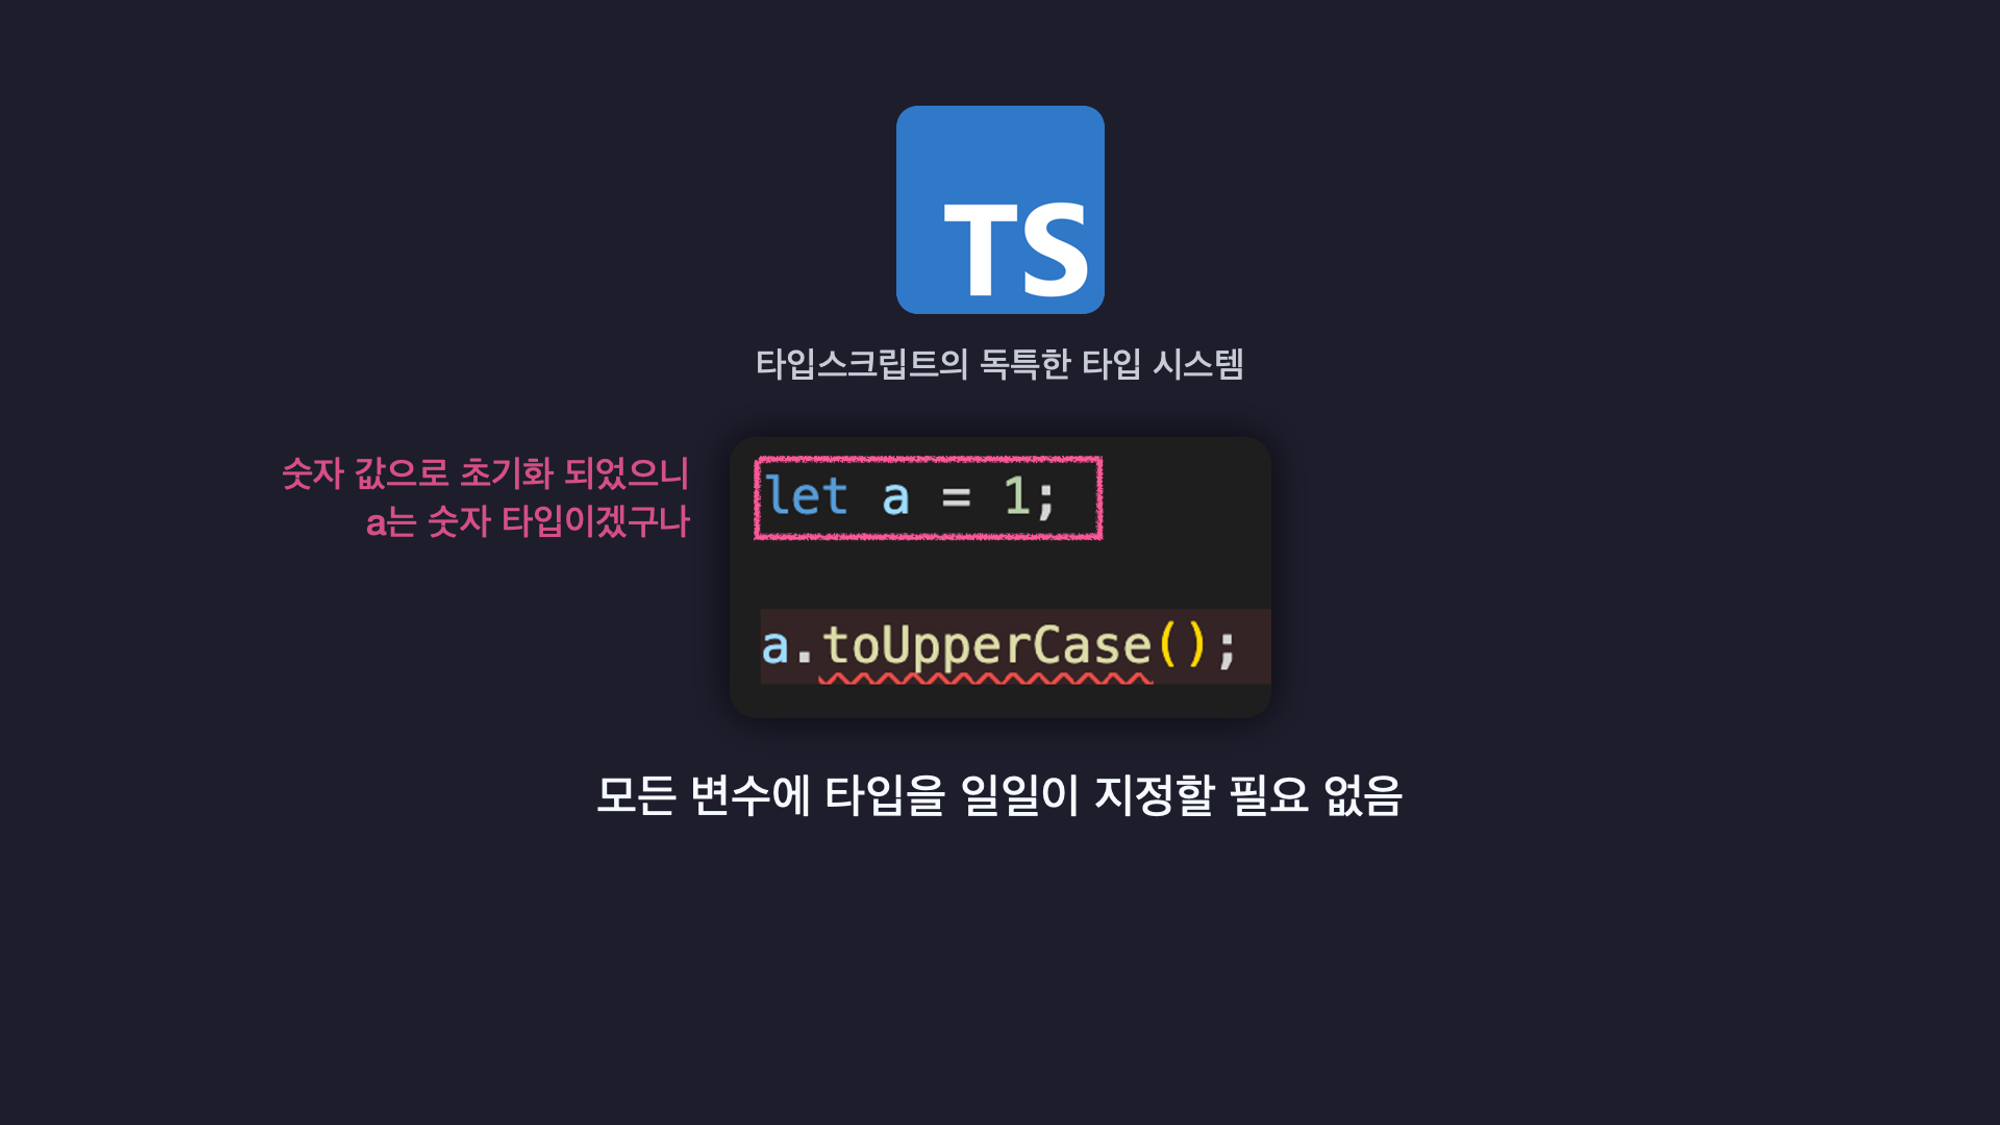 TS
타입스크립트의 독특한 타입 시스템
숫자 값으로 초기화 되었으니
a는 숫자 타입이겠구나
let a = 1;
a.toUpperCase();
모든 변수에 타입을 일일이 지정할 필요 없음